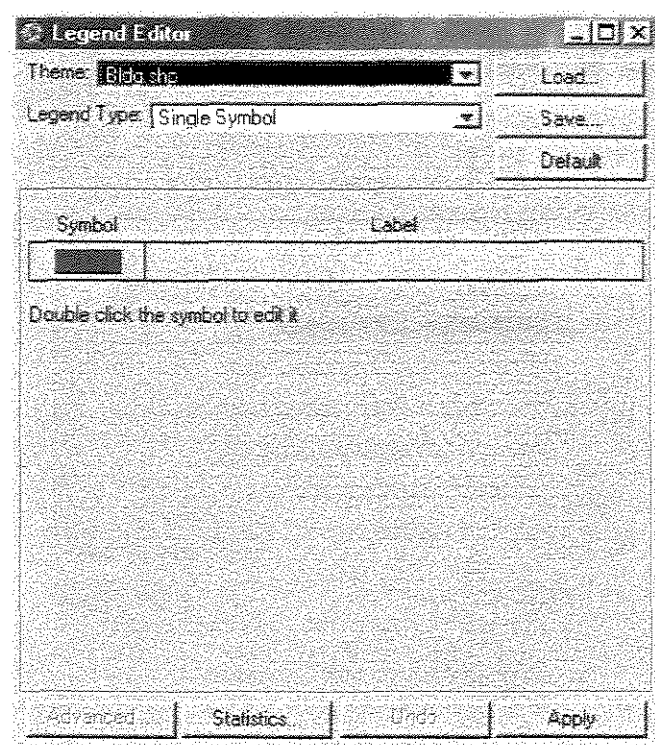 Legend Editor
Theme: Bldg.shp
Load...
Legend Type: Single Symbol
Save...
Default
Symbol Label
Double click the symbol to edit it
Advanced... Statistics... Undo Apply